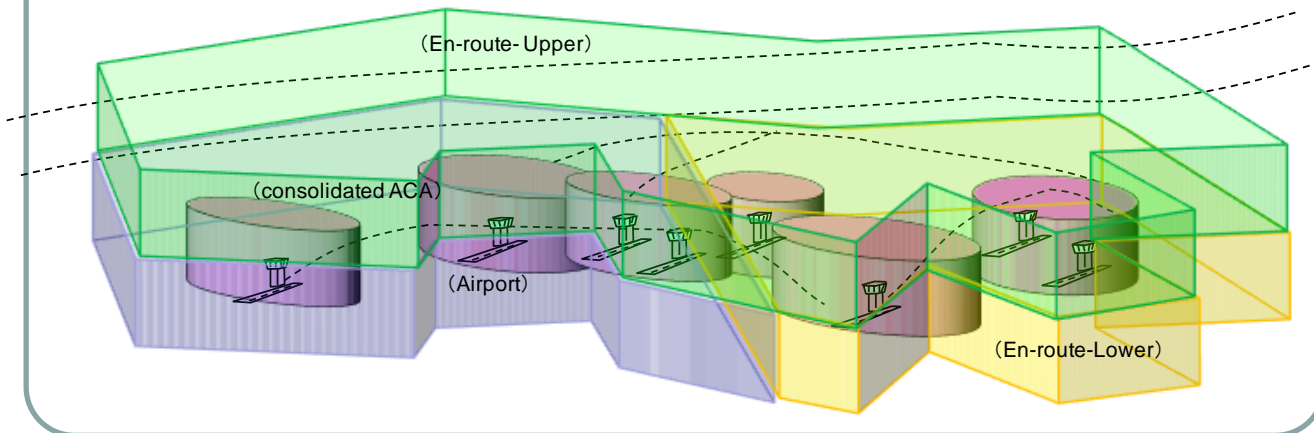 （En-route- Upper）
（consolidated ACA）
（Airport）
（En-route-Lower）